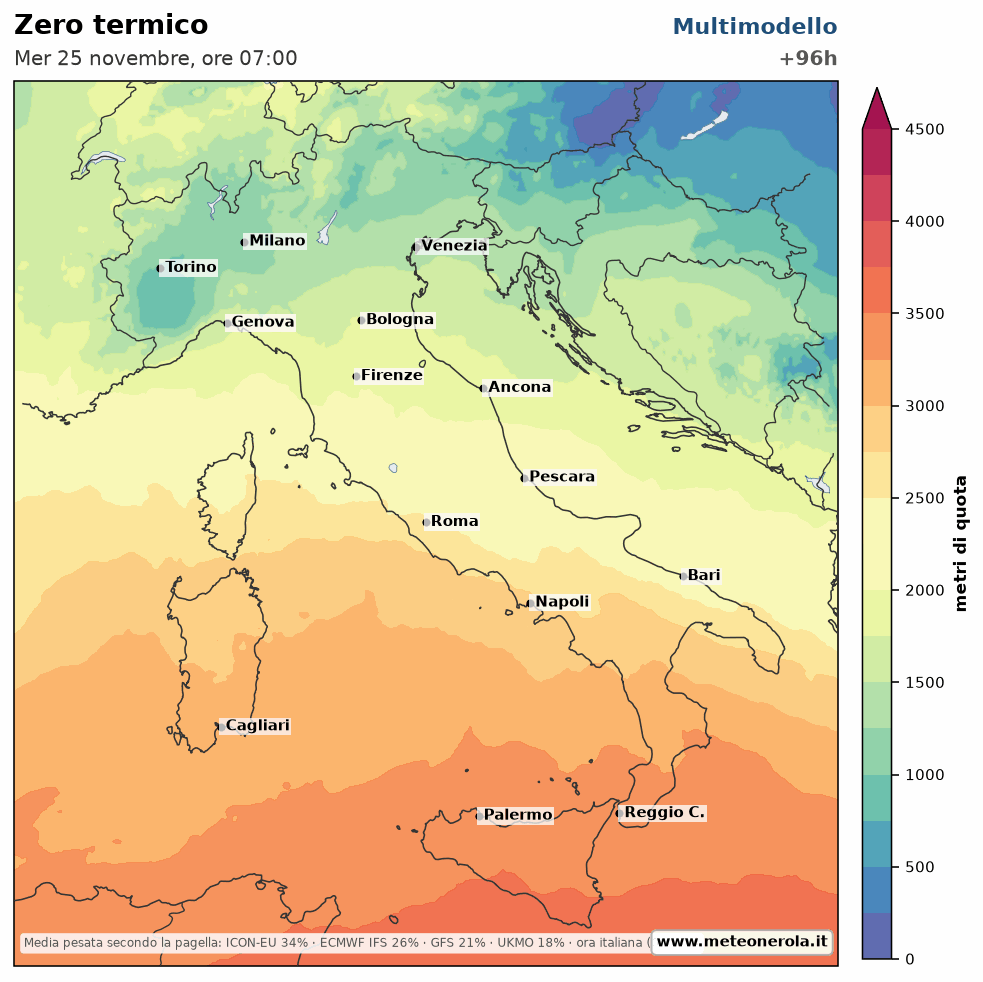 Zero termico
Multimodello
Mer 25 novembre, ore 07:00
+96h
4500
4000
Milano
Venezia
Torino
3500
Genova
Bologna
Firenze
Ancona
3000
Pescara
2500
Roma
metri di quota
Bari
2000
Napoli
1500
Cagliari
1000
Palermo
Reggio C.
500
Media pesata secondo la pagella: ICON-EU 34% · ECMWF IFS 26% · GFS 21% · UKMO 18% · ora italiana (
www.meteonerola.it
0